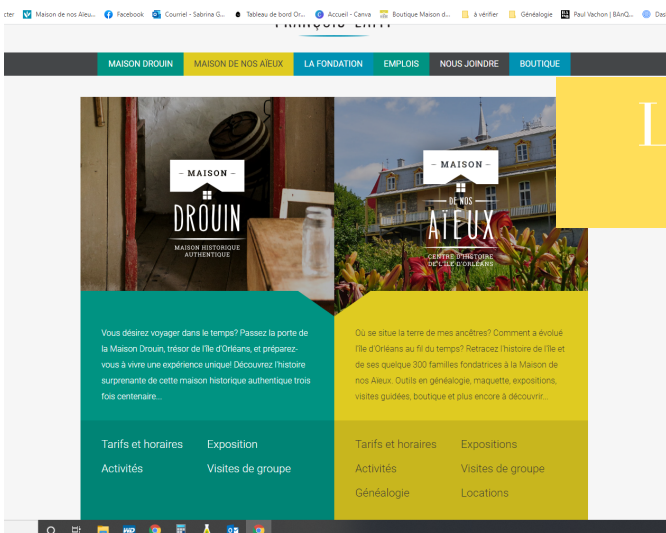 Maison de nos Aieu...
Facebook
Courriel - Sabrina G...
Tableau de bord Or...
Accueil - Canva
Boutique Maison d...
à vérifier
Généalogie
Paul Vachon | BAnQ...
MAISON DROUIN
MAISON DE NOS AÏEUX
LA FONDATION
EMPLOIS
NOUS JOINDRE
BOUTIQUE
L
– MAISON –
DROUIN
MAISON HISTORIQUE
AUTHENTIQUE
– MAISON –
– DE NOS –
AÏEUX
CENTRE D'HISTOIRE
DE L'ÎLE D'ORLÉANS
Vous désirez voyager dans le temps? Passez la porte de
la Maison Drouin, trésor de l'île d'Orléans, et préparez-
vous à vivre une expérience unique! Découvrez l'histoire
surprenante de cette maison historique authentique trois
fois centenaire...
Où se situe la terre de mes ancêtres? Comment a évolué
l'île d'Orléans au fil du temps? Retracez l'histoire de l'île et
de ses quelque 300 familles fondatrices à la Maison de
nos Aïeux. Outils en généalogie, maquette, expositions,
visites guidées, boutique et plus encore à découvrir...
Tarifs et horaires
Exposition
Activités
Visites de groupe
Tarifs et horaires
Expositions
Activités
Visites de groupe
Généalogie
Locations